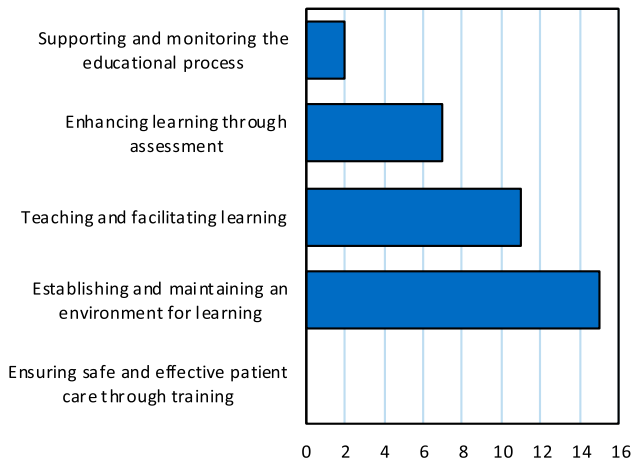 Supporting and monitoring the
educational process
Enhancing learning through
assessment
Teaching and facilitating learning
Establishing and maintaining an
environment for learning
Ensuring safe and effective patient
care through training
0 2 4 6 8 10 12 14 16